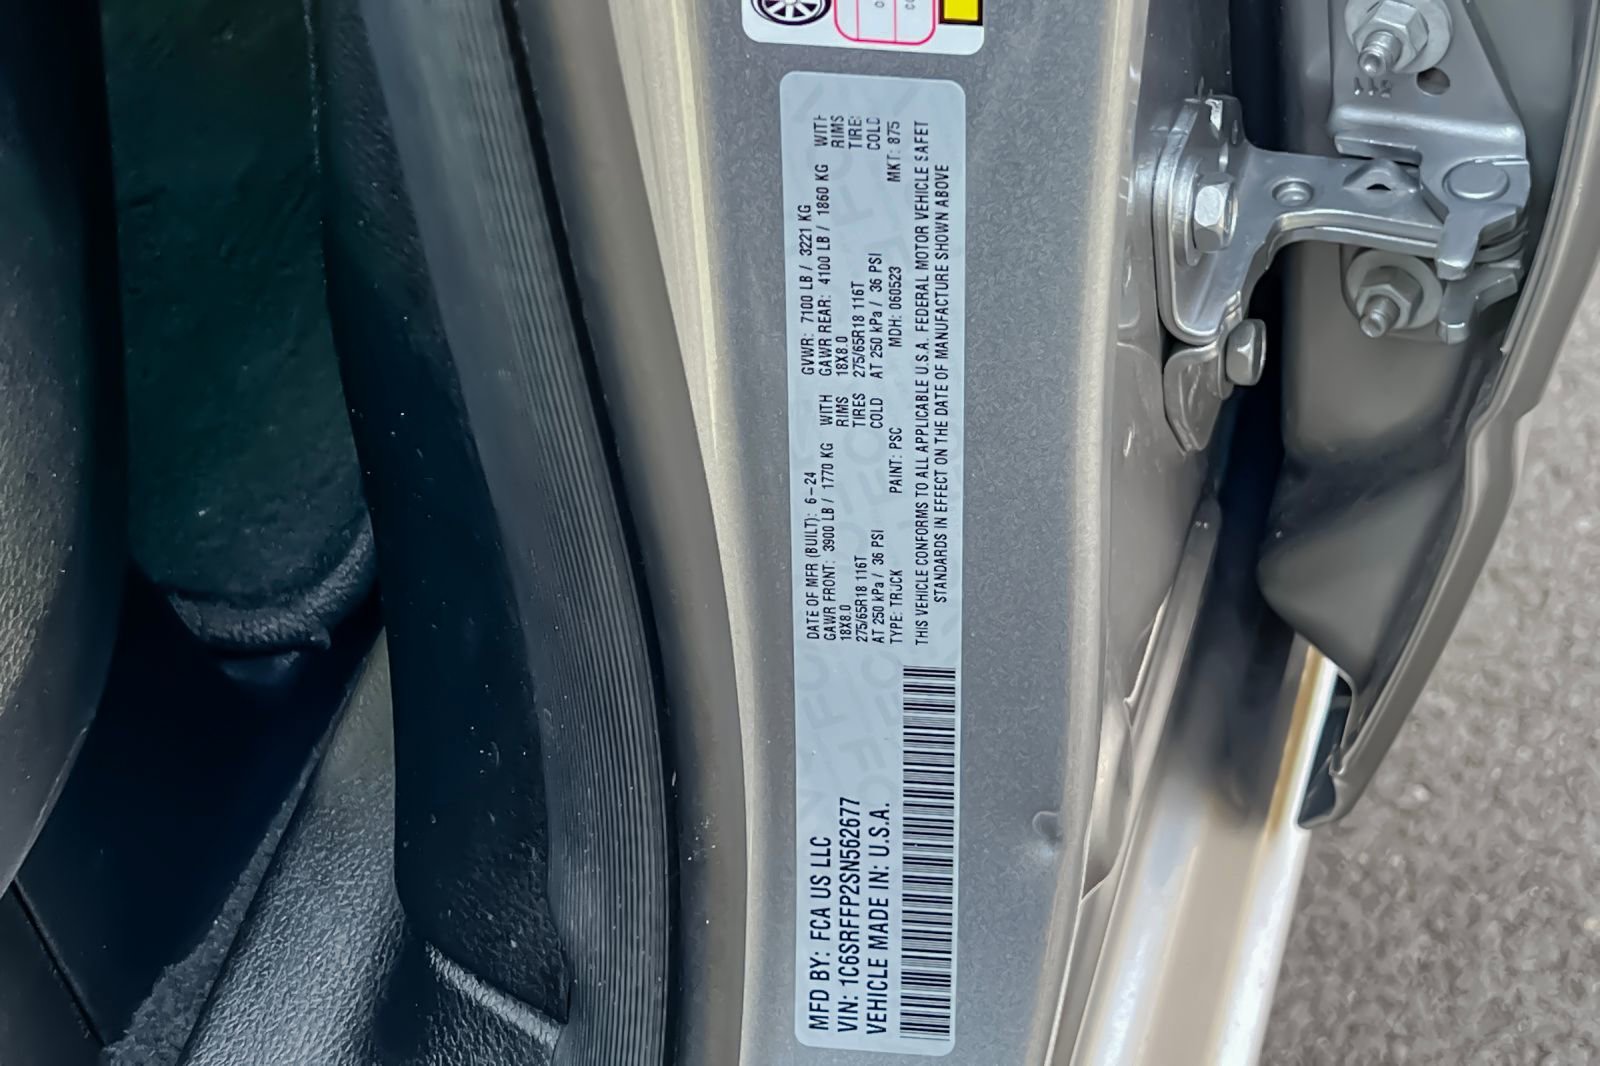 MFD BY: FCA US LLC
VIN: 1C6SRFFP2SN562677
VEHICLE MADE IN: U.S.A.
DATE OF MFR (BUILT): 6-24 GVWR: 7100 LB / 3221 KG
GAWR FRONT: 3900 LB / 1770 KG WITH GAWR REAR: 4100 LB / 1860 KG WITH
18X8.0 RIMS 18X8.0 RIMS
275/65R18 116T TIRES 275/65R18 116T TIRES
AT 250 kPa / 36 PSI COLD AT 250 kPa / 36 PSI COLD
TYPE: TRUCK PAINT: PSC MDH: 060523 MKT: 875
THIS VEHICLE CONFORMS TO ALL APPLICABLE U.S.A. FEDERAL MOTOR VEHICLE SAFET
STANDARDS IN EFFECT ON THE DATE OF MANUFACTURE SHOWN ABOVE